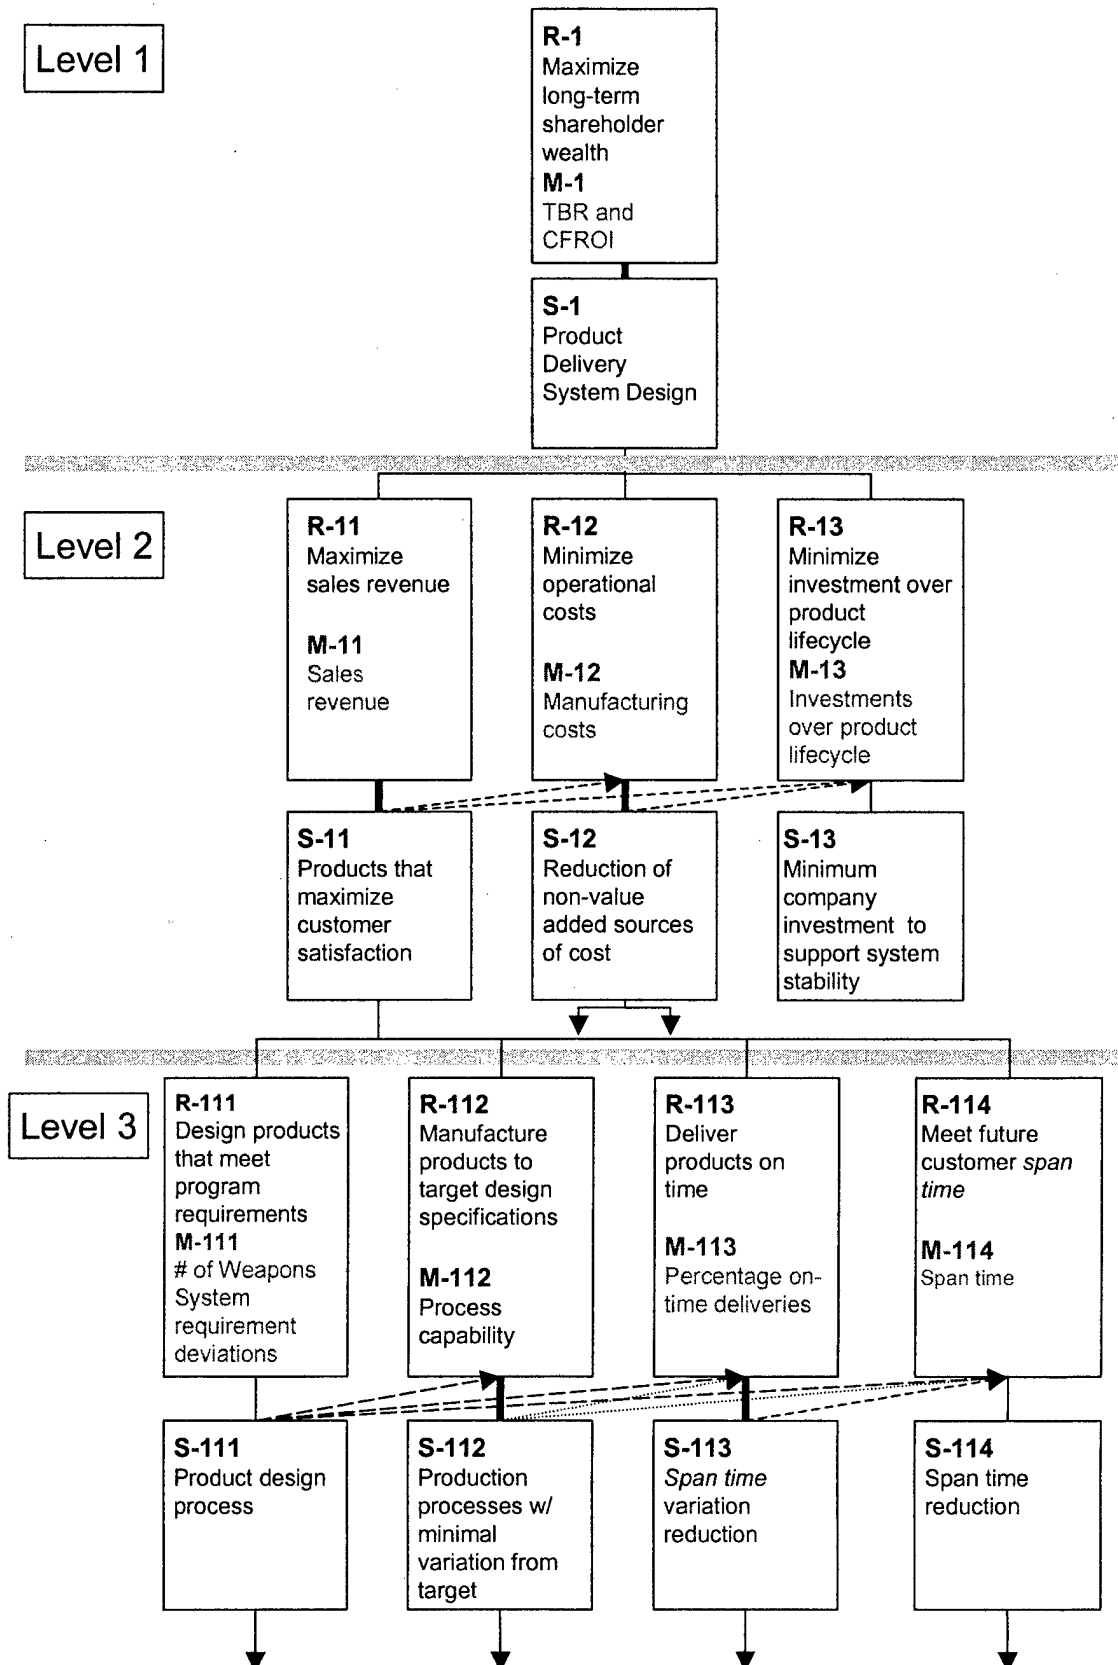 Level 1
R-1
Maximize
long-term
shareholder
wealth
M-1
TBR and
CFROI
S-1
Product
Delivery
System Design
Level 2
R-11
Maximize
sales revenue
M-11
Sales
revenue
R-12
Minimize
operational
costs
M-12
Manufacturing
costs
R-13
Minimize
investment over
product
lifecycle
M-13
Investments
over product
lifecycle
S-11
Products that
maximize
customer
satisfaction
S-12
Reduction of
non-value
added sources
of cost
S-13
Minimum
company
investment to
support system
stability
Level 3
R-111
Design products
that meet
program
requirements
M-111
# of Weapons
System
requirement
deviations
R-112
Manufacture
products to
target design
specifications
M-112
Process
capability
R-113
Deliver
products on
time
M-113
Percentage on-
time deliveries
R-114
Meet future
customer span
time
M-114
Span time
S-111
Product design
process
S-112
Production
processes w/
minimal
variation from
target
S-113
Span time
variation
reduction
S-114
Span time
reduction